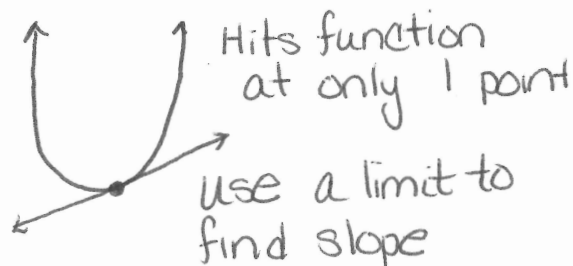 Hits function
at only 1 point
use a limit to
find slope